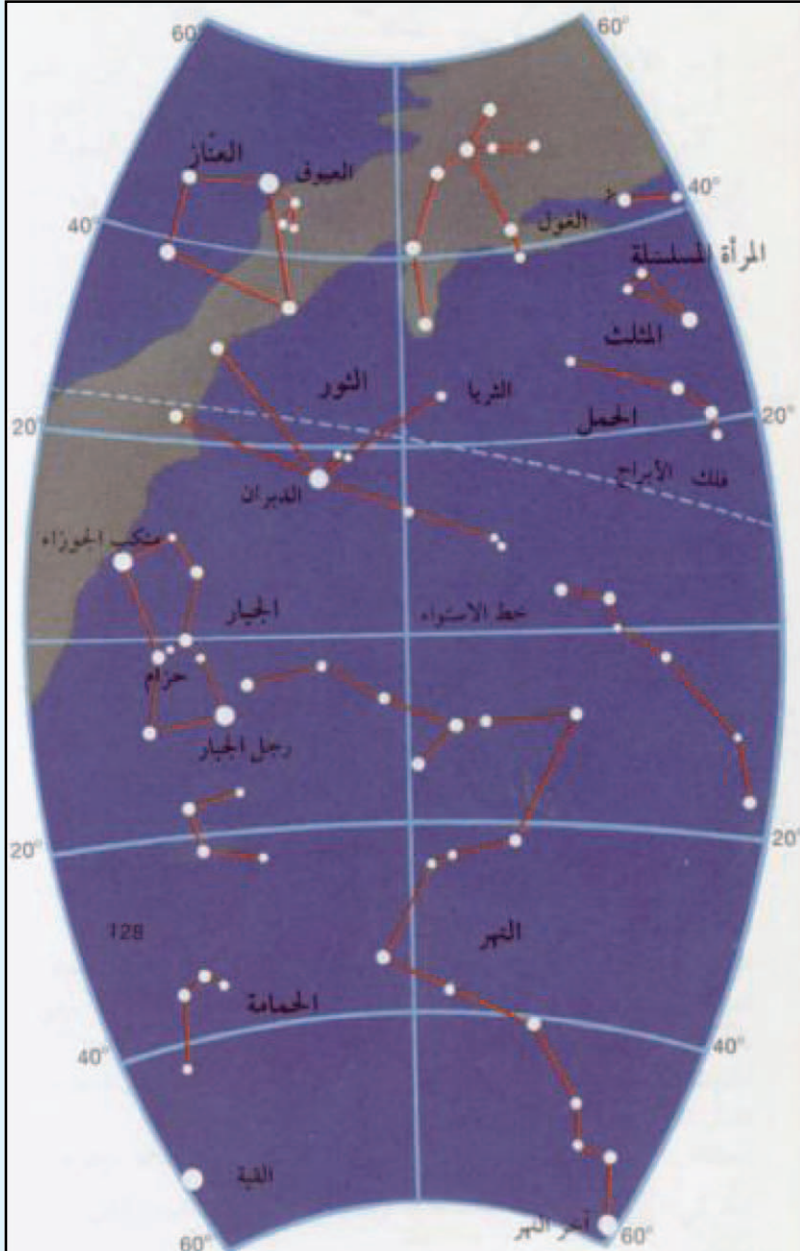 60°
60°
العنّاز
العيوق
40°
40°
الغول
المرأة المسلسلة
المثلث
الثور
الثريا
الحمل
20°
20°
فلك الأبراج
الدبران
منكب الجوزاء
الجبار
خط الاستواء
حزام
رجل الجبار
20°
20°
128
النهر
الحمامة
40°
40°
القبة
آخر النهر
60°
60°